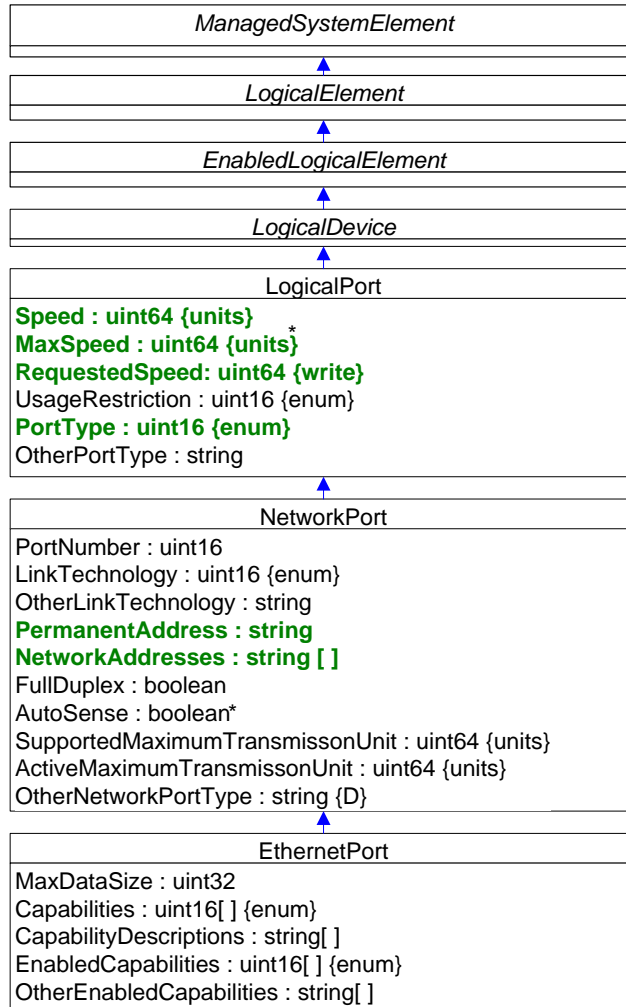 ManagedSystemElement
LogicalElement
EnabledLogicalElement
LogicalDevice
LogicalPort
Speed : uint64 {units}
MaxSpeed : uint64 {units}*
RequestedSpeed: uint64 {write}
UsageRestriction : uint16 {enum}
PortType : uint16 {enum}
OtherPortType : string
NetworkPort
PortNumber : uint16
LinkTechnology : uint16 {enum}
OtherLinkTechnology : string
PermanentAddress : string
NetworkAddresses : string [ ]
FullDuplex : boolean
AutoSense : boolean*
SupportedMaximumTransmissonUnit : uint64 {units}
ActiveMaximumTransmissonUnit : uint64 {units}
OtherNetworkPortType : string {D}
EthernetPort
MaxDataSize : uint32
Capabilities : uint16[ ] {enum}
CapabilityDescriptions : string[ ]
EnabledCapabilities : uint16[ ] {enum}
OtherEnabledCapabilities : string[ ]